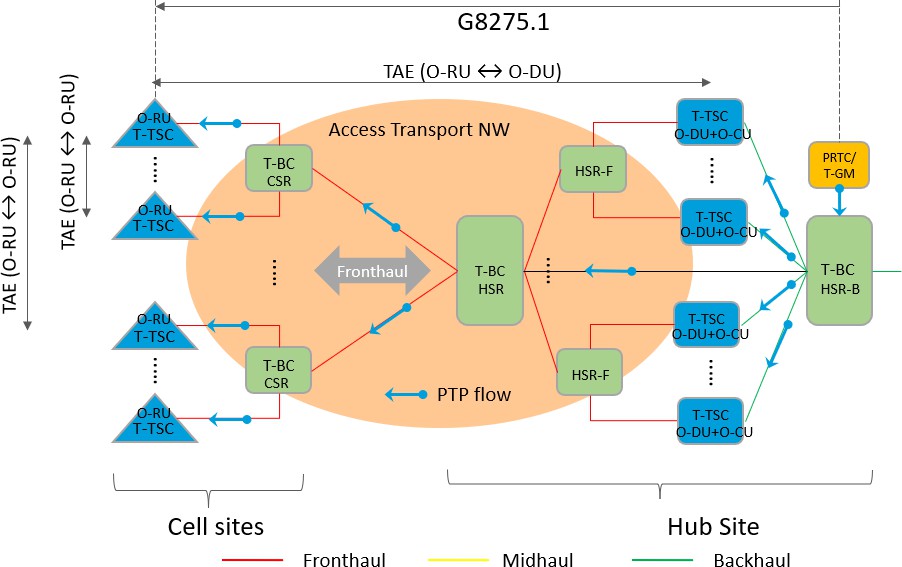 G8275.1
TAE (O-RU <-> O-DU)
TAE (O-RU <-> O-RU)
TAE (O-RU <-> O-RU)
O-RU
T-TSC
Access Transport NW
T-TSC
O-DU+O-CU
T-BC
CSR
HSR-F
PRTC/
T-GM
O-RU
T-TSC
T-TSC
O-DU+O-CU
Fronthaul
T-BC
HSR
T-BC
HSR-B
O-RU
T-TSC
T-TSC
O-DU+O-CU
T-BC
CSR
HSR-F
PTP flow
O-RU
T-TSC
T-TSC
O-DU+O-CU
Cell sites
Hub Site
Fronthaul
Midhaul
Backhaul